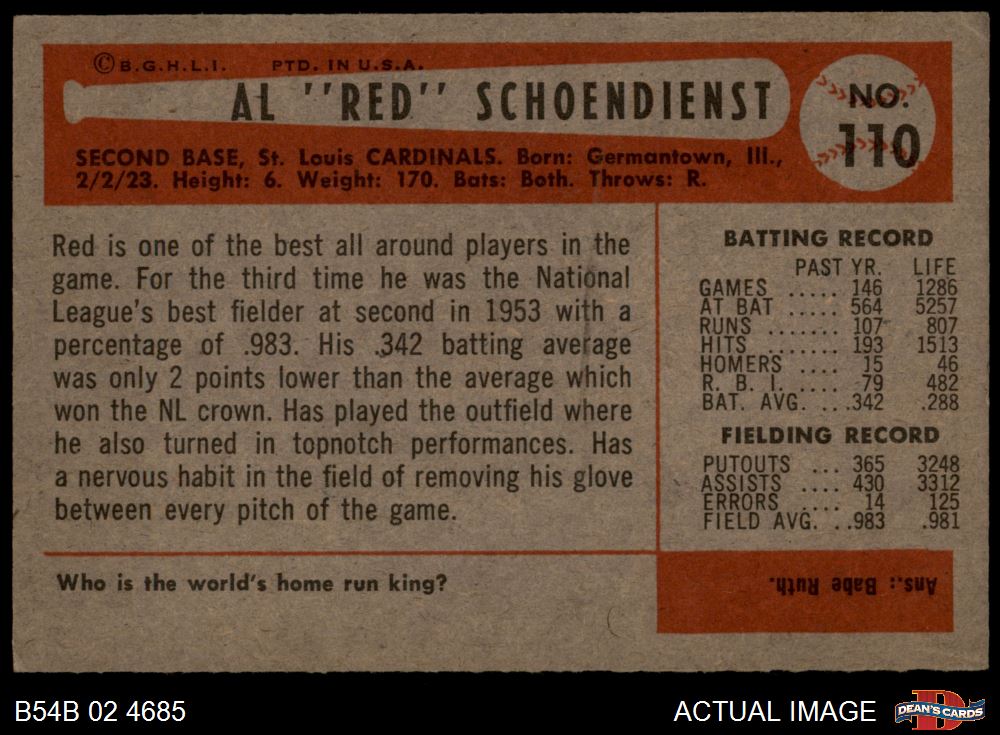 © B.G.H.L.I. PTD. IN U.S.A.
AL "RED" SCHOENDIENST
NO.
110
SECOND BASE, St. Louis CARDINALS. Born: Germantown, Ill.,
2/2/23. Height: 6. Weight: 170. Bats: Both. Throws: R.
Red is one of the best all around players in the
game. For the third time he was the National
League's best fielder at second in 1953 with a
percentage of .983. His .342 batting average
was only 2 points lower than the average which
won the NL crown. Has played the outfield where
he also turned in topnotch performances. Has
a nervous habit in the field of removing his glove
between every pitch of the game.
BATTING RECORD
PAST YR. LIFE
GAMES ..... 146 1286
AT BAT ..... 564 5257
RUNS ....... 107 807
HITS ........ 193 1513
HOMERS ..... 15 46
R. B. I. .... 79 482
BAT. AVG. ...342 .288
FIELDING RECORD
PUTOUTS ... 365 3248
ASSISTS .... 430 3312
ERRORS .... 14 125
FIELD AVG. ..983 .981
Who is the world's home run king?
Ans.: Babe Ruth.
B54B 02 4685
ACTUAL IMAGE
D
DEAN'S CARDS